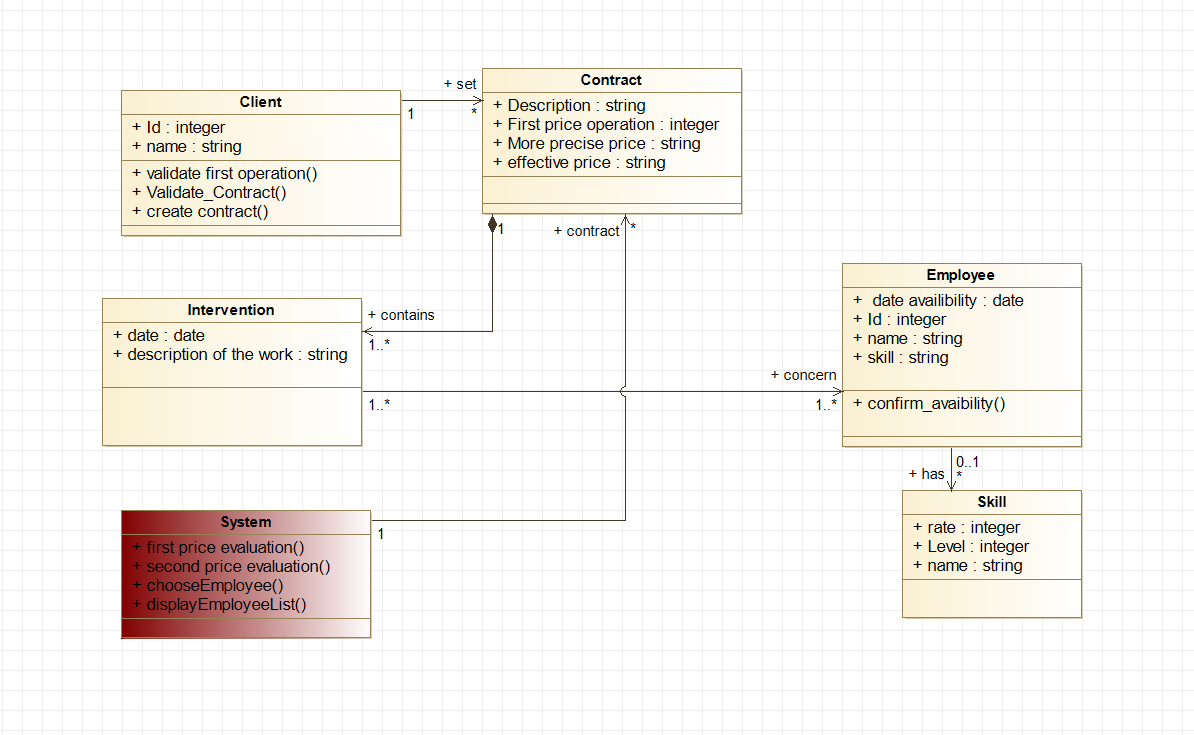 Client
+ Id : integer
+ name : string
+ validate first operation()
+ Validate_Contract()
+ create contract()
+ set
1
*
Contract
+ Description : string
+ First price operation : integer
+ More precise price : string
+ effective price : string
1
+ contract
*
Intervention
+ date : date
+ description of the work : string
+ contains
1..*
1..*
+ concern
1..*
Employee
+ date availibility : date
+ Id : integer
+ name : string
+ skill : string
+ confirm_avaibility()
0..1
+ has
*
Skill
+ rate : integer
+ Level : integer
+ name : string
System
+ first price evaluation()
+ second price evaluation()
+ chooseEmployee()
+ displayEmployeeList()
1